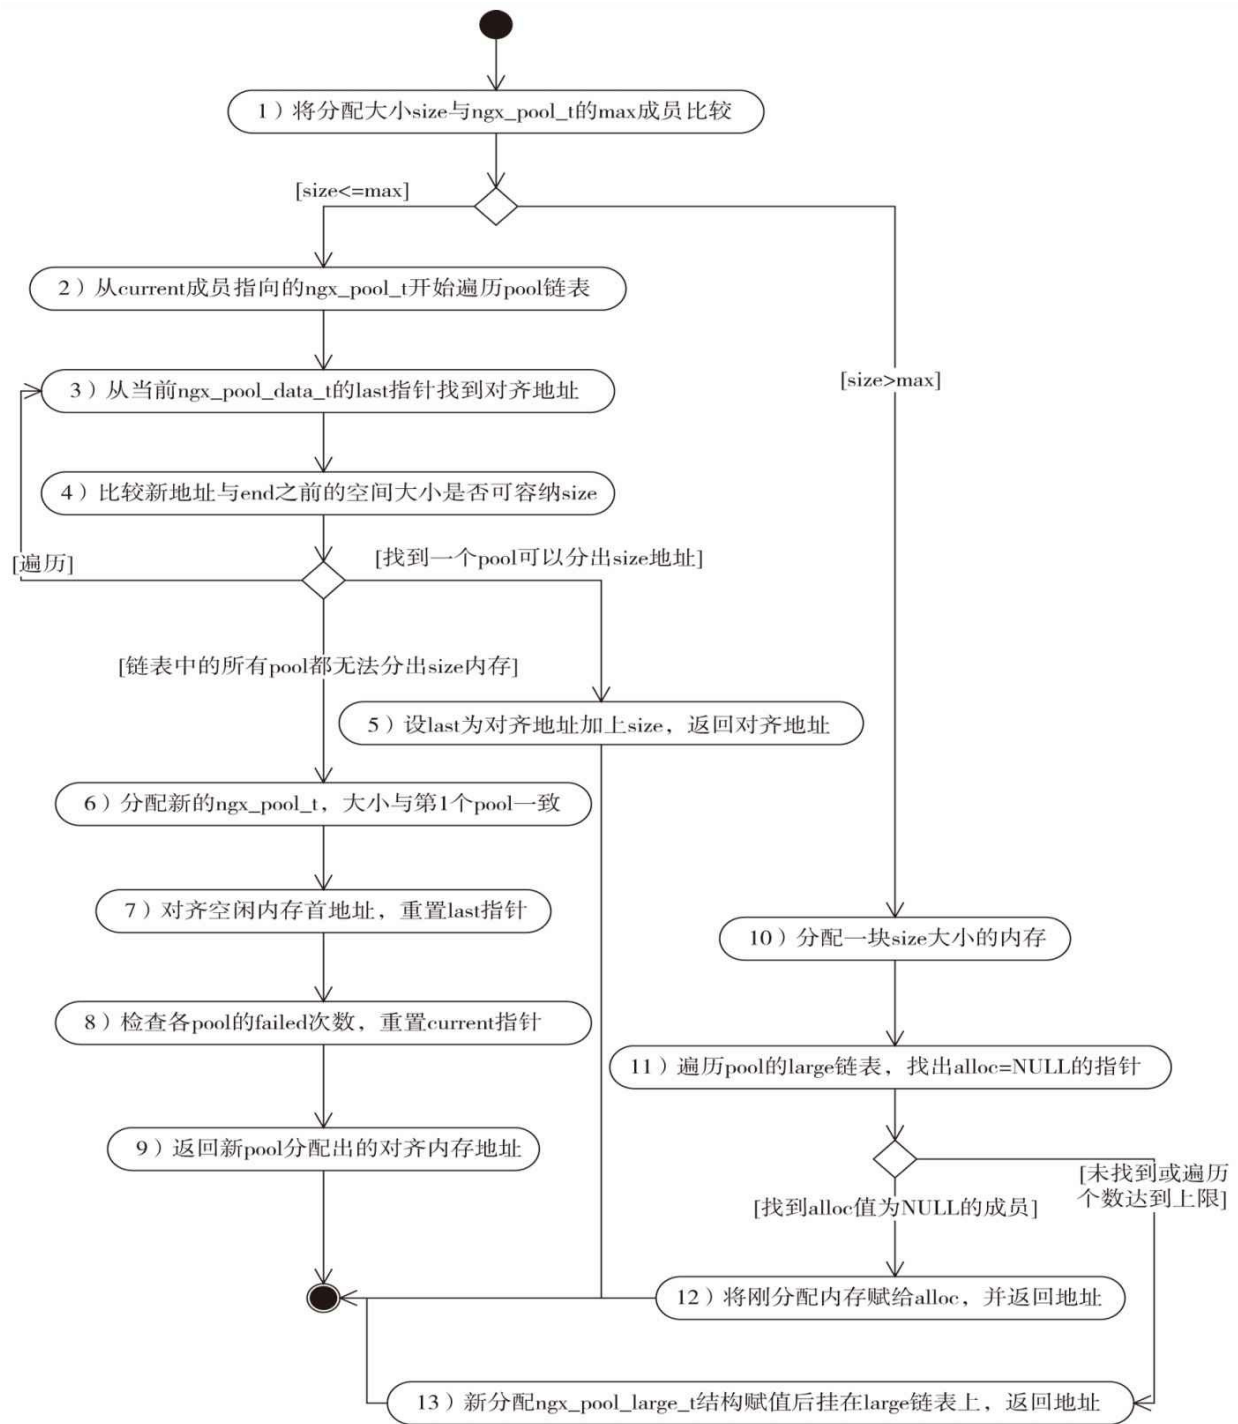 1）将分配大小size与ngx_pool_t的max成员比较
[size<=max]
2）从current成员指向的ngx_pool_t开始遍历pool链表
[size>max]
3）从当前ngx_pool_data_t的last指针找到对齐地址
4）比较新地址与end之前的空间大小是否可容纳size
[遍历]
[找到一个pool可以分出size地址]
[链表中的所有pool都无法分出size内存]
5）设last为对齐地址加上size，返回对齐地址
6）分配新的ngx_pool_t，大小与第1个pool一致
7）对齐空闲内存首地址，重置last指针
8）检查各pool的failed次数，重置current指针
9）返回新pool分配出的对齐内存地址
10）分配一块size大小的内存
11）遍历pool的large链表，找出alloc=NULL的指针
[找到alloc值为NULL的成员]
[未找到或遍历
个数达到上限]
12）将刚分配内存赋给alloc，并返回地址
13）新分配ngx_pool_large_t结构赋值后挂在large链表上，返回地址